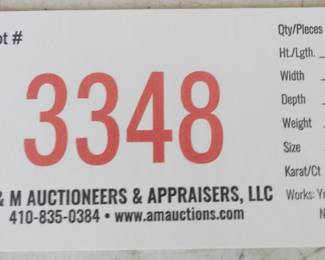 ot #
3348
& M AUCTIONEERS & APPRAISERS, LLC
410-835-0384 • www.amauctions.com
Qty/Pieces
Ht./Lgth.
Width
Depth
Weight
Size
Karat/Ct
Works: Ye
N